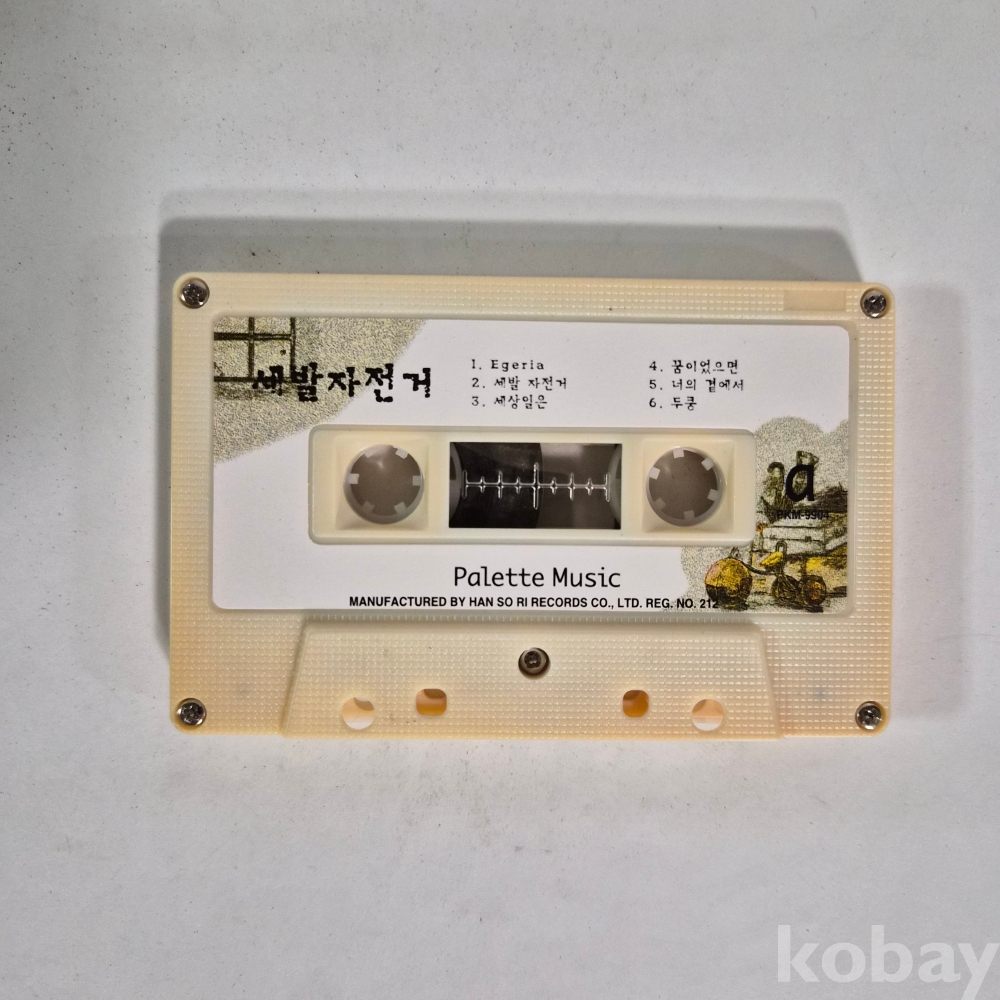 세발자전거
1. Egeria
2. 세발 자전거
3. 세상일은
4. 꿈이었으면
5. 너의 곁에서
6. 두쿵
a
PKM-9904
Palette Music
MANUFACTURED BY HAN SO RI RECORDS CO., LTD. REG. NO. 212
kobay